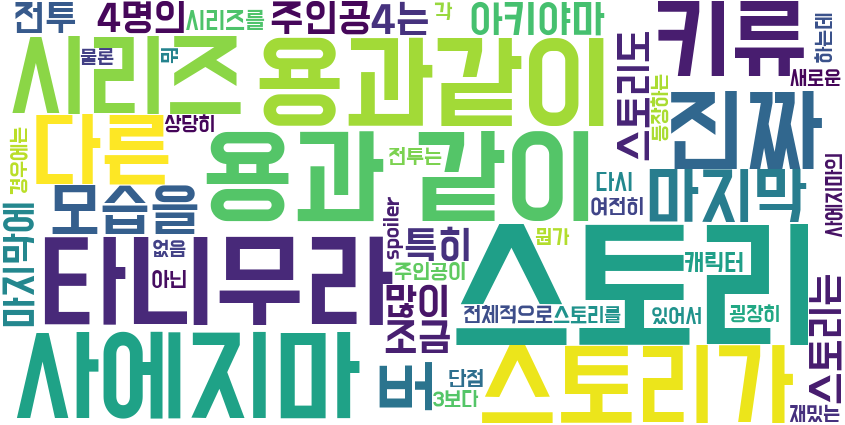 전투
4명의
시리즈를
주인공
4는
각
아키야마
키류
하는데
시리즈
물론
몇
용과같이
스토리도
등장하는
새로운
상당히
다른
진짜
경우에는
용과 같이
전투는
다시
마지막
사에지마의
모습을
여전히
마지막에
타니무라
없음
아닌
spoiler
특히
뭔가
스토리
캐릭터
주인공이
많이
조금
전체적으로
스토리를
있어서
굉장히
스토리는
사에지마
버
단점
3보다
스토리가
재밌는